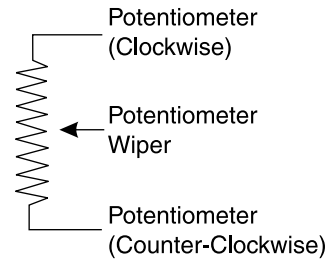 Potentiometer
(Clockwise)
Potentiometer
Wiper
Potentiometer
(Counter-Clockwise)